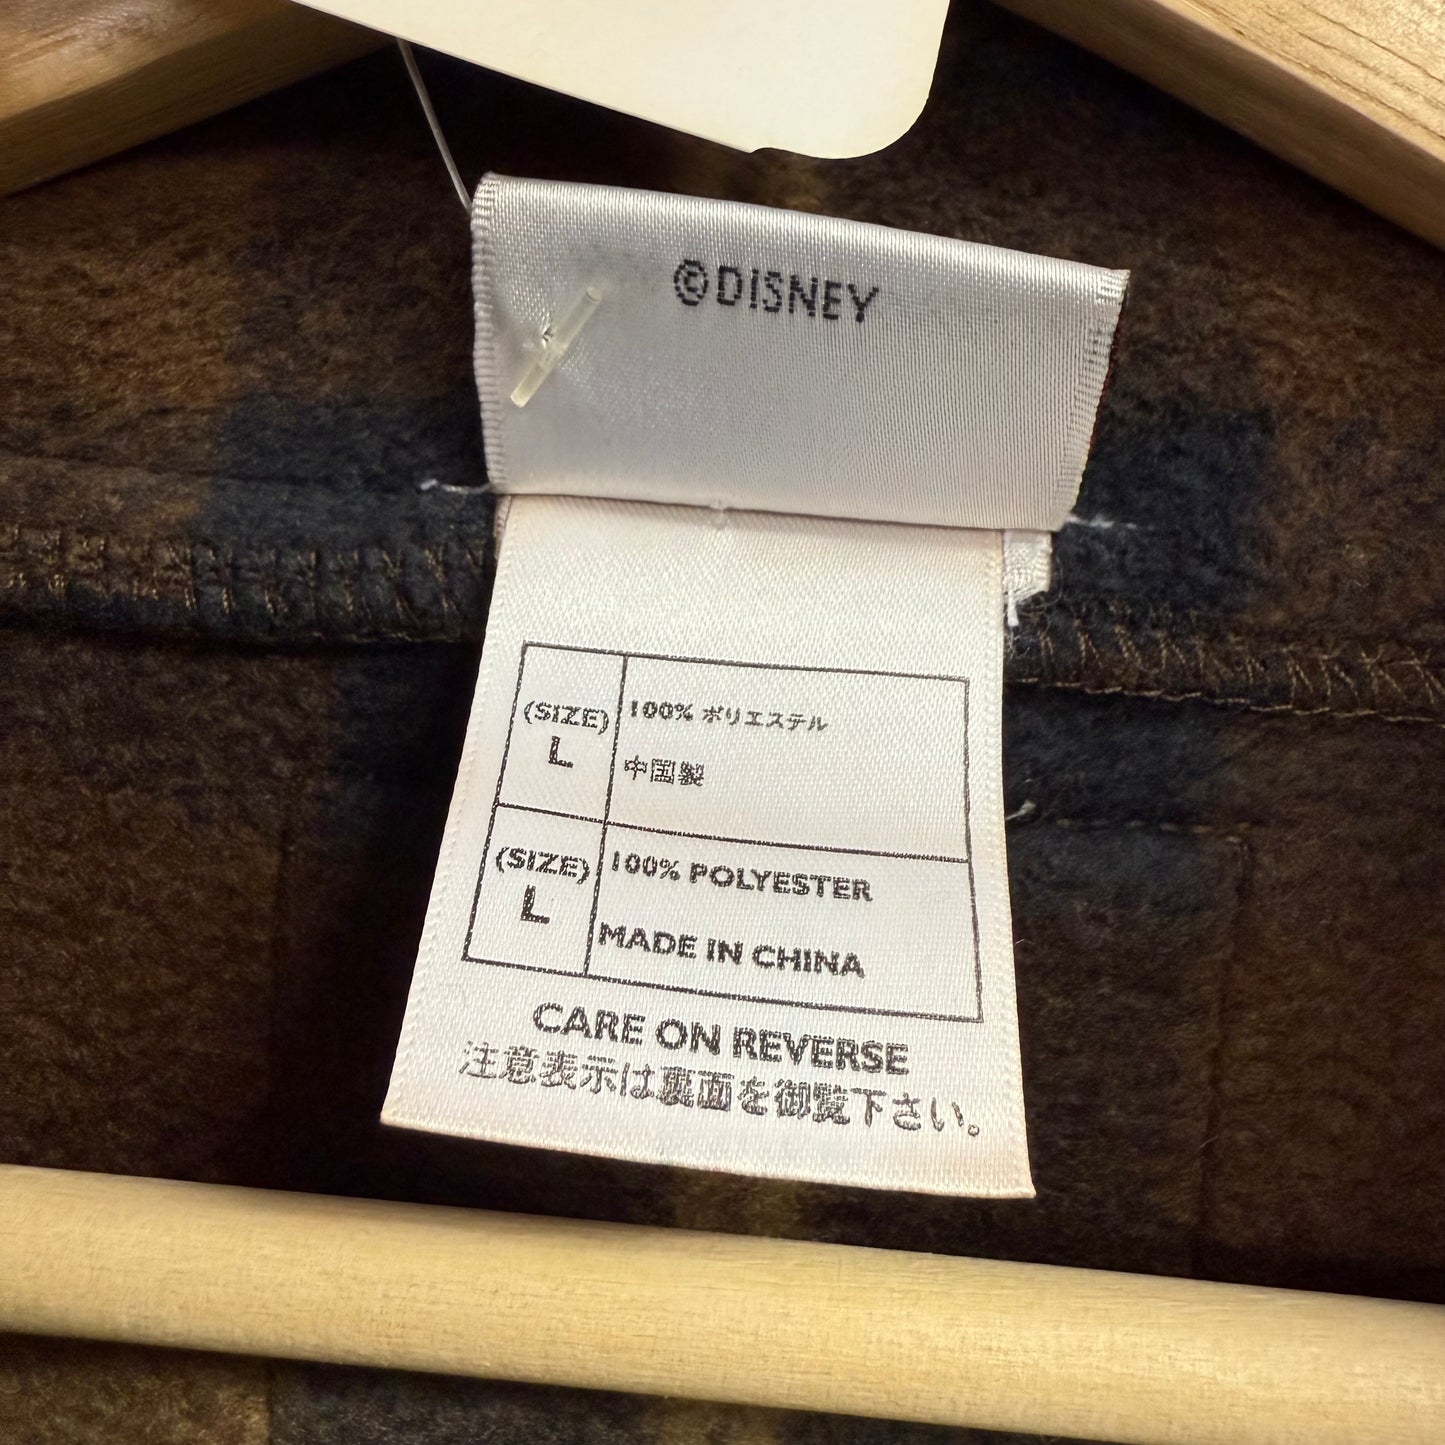 ©DISNEY
(SIZE)
L
100% ポリエステル
中国製
(SIZE)
L
100% POLYESTER
MADE IN CHINA
CARE ON REVERSE
注意表示は裏面を御覧下さい。